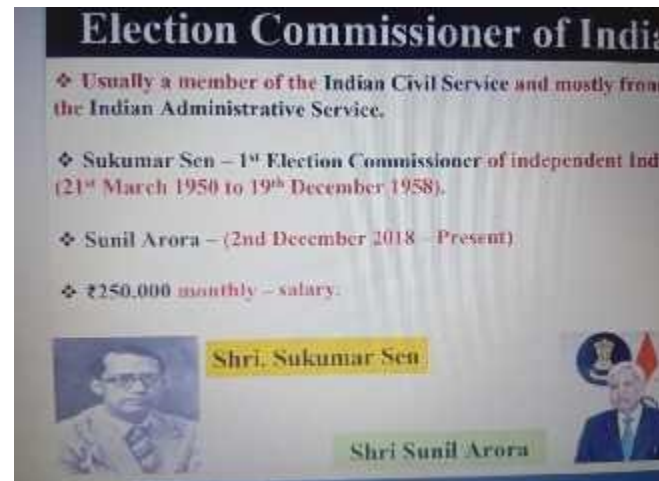 Election Commissioner of India
❖ Usually a member of the Indian Civil Service and mostly from
the Indian Administrative Service.
❖ Sukumar Sen – 1st Election Commissioner of independent Ind
(21st March 1950 to 19th December 1958).
❖ Sunil Arora – (2nd December 2018 – Present)
❖ ₹250,000 monthly – salary.
Shri. Sukumar Sen
Shri Sunil Arora